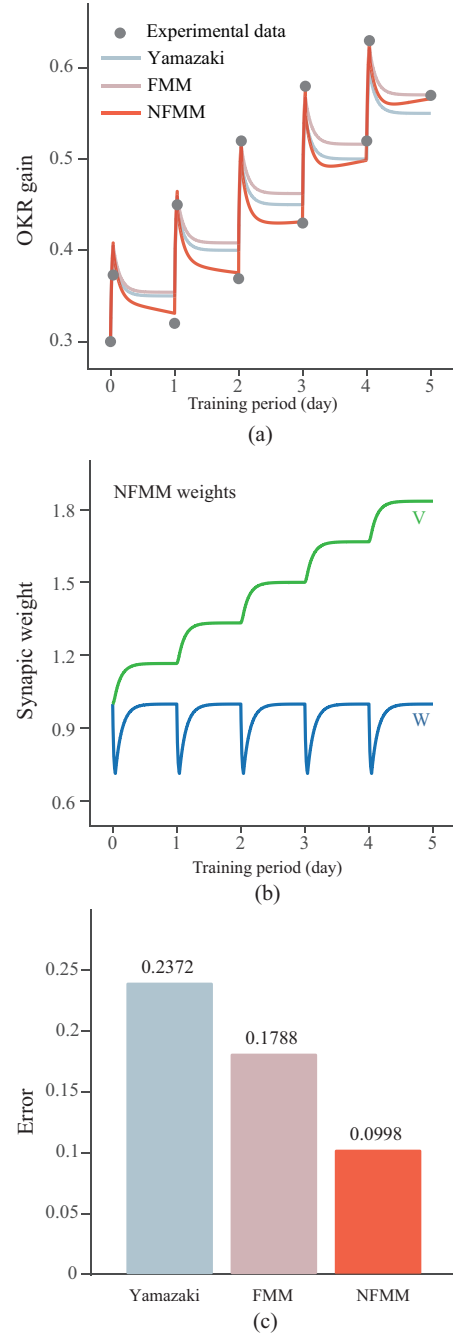 Experimental data
Yamazaki
FMM
NFMM
0.6
0.5
0.4
0.3
OKR gain
0 1 2 3 4 5
Training period (day)
(a)
NFMM weights
1.8
1.5
1.2
0.9
0.6
Synapic weight
V
W
0 1 2 3 4 5
Training period (day)
(b)
0.25
0.2
0.15
0.1
0.05
0
Error
0.2372
0.1788
0.0998
Yamazaki FMM NFMM
(c)